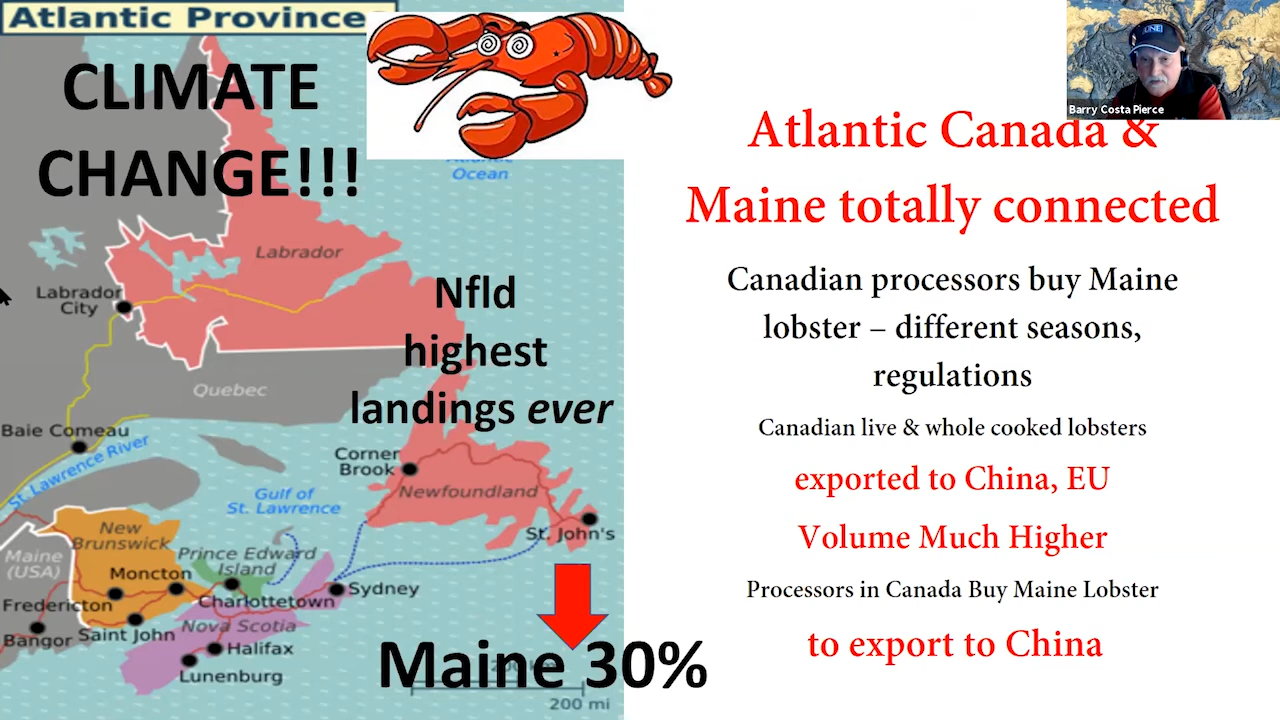 Atlantic Province
CLIMATE
CHANGE!!!
Atlantic
Ocean
Labrador
Labrador
City
Nfld
highest
landings ever
Quebec
Baie Comeau
St. Lawrence River
Corner
Brook
Gulf of
St. Lawrence
Newfoundland
St. John's
New
Brunswick
Prince Edward
Island
Maine
(USA)
Moncton
Sydney
Fredericton
Charlottetown
Nova Scotia
Bangor
Saint John
Halifax
Lunenburg
Maine 30%
200 mi
UNE
Barry Costa Pierce
Atlantic Canada &
Maine totally connected
Canadian processors buy Maine
lobster – different seasons,
regulations
Canadian live & whole cooked lobsters
exported to China, EU
Volume Much Higher
Processors in Canada Buy Maine Lobster
to export to China